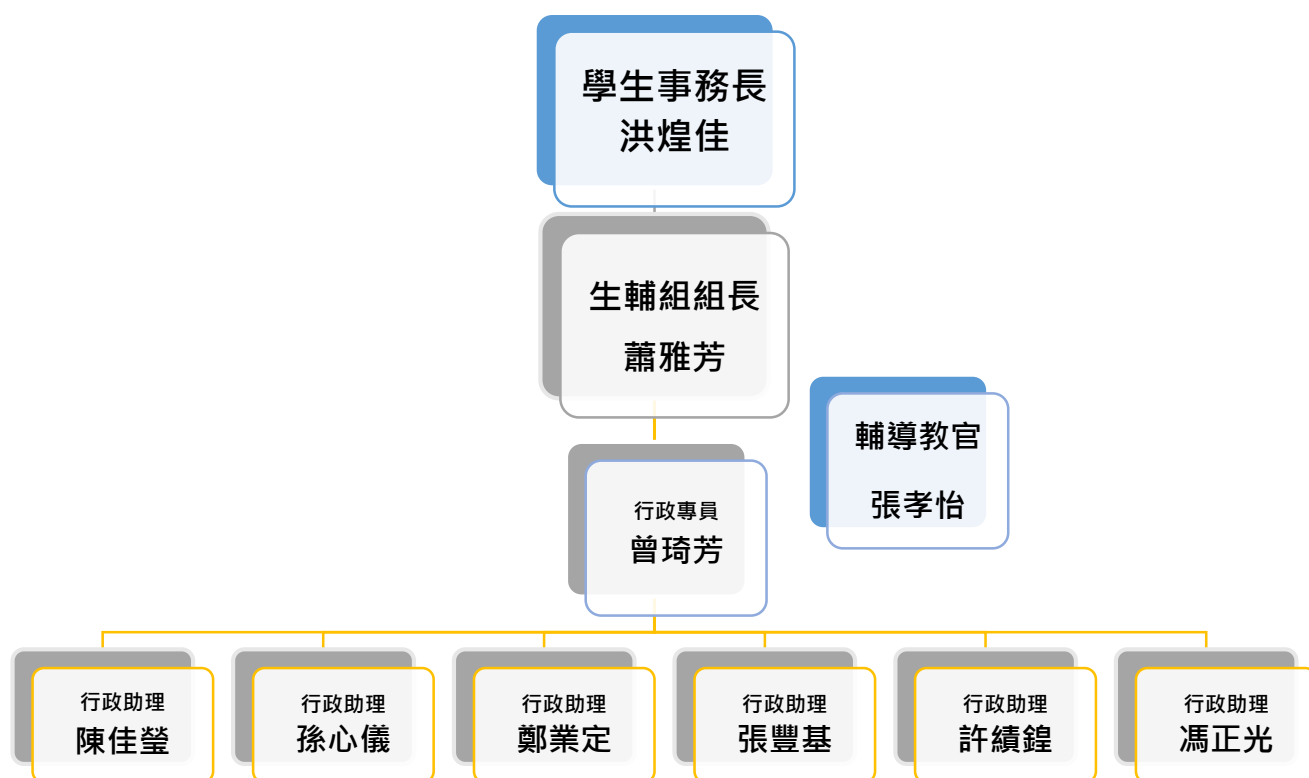 學生事務長
洪煌佳
生輔組組長
蕭雅芳
輔導教官
張孝怡
行政專員
曾琦芳
行政助理
陳佳瑩
行政助理
孫心儀
行政助理
鄭業定
行政助理
張豐基
行政助理
許績鍠
行政助理
馮正光